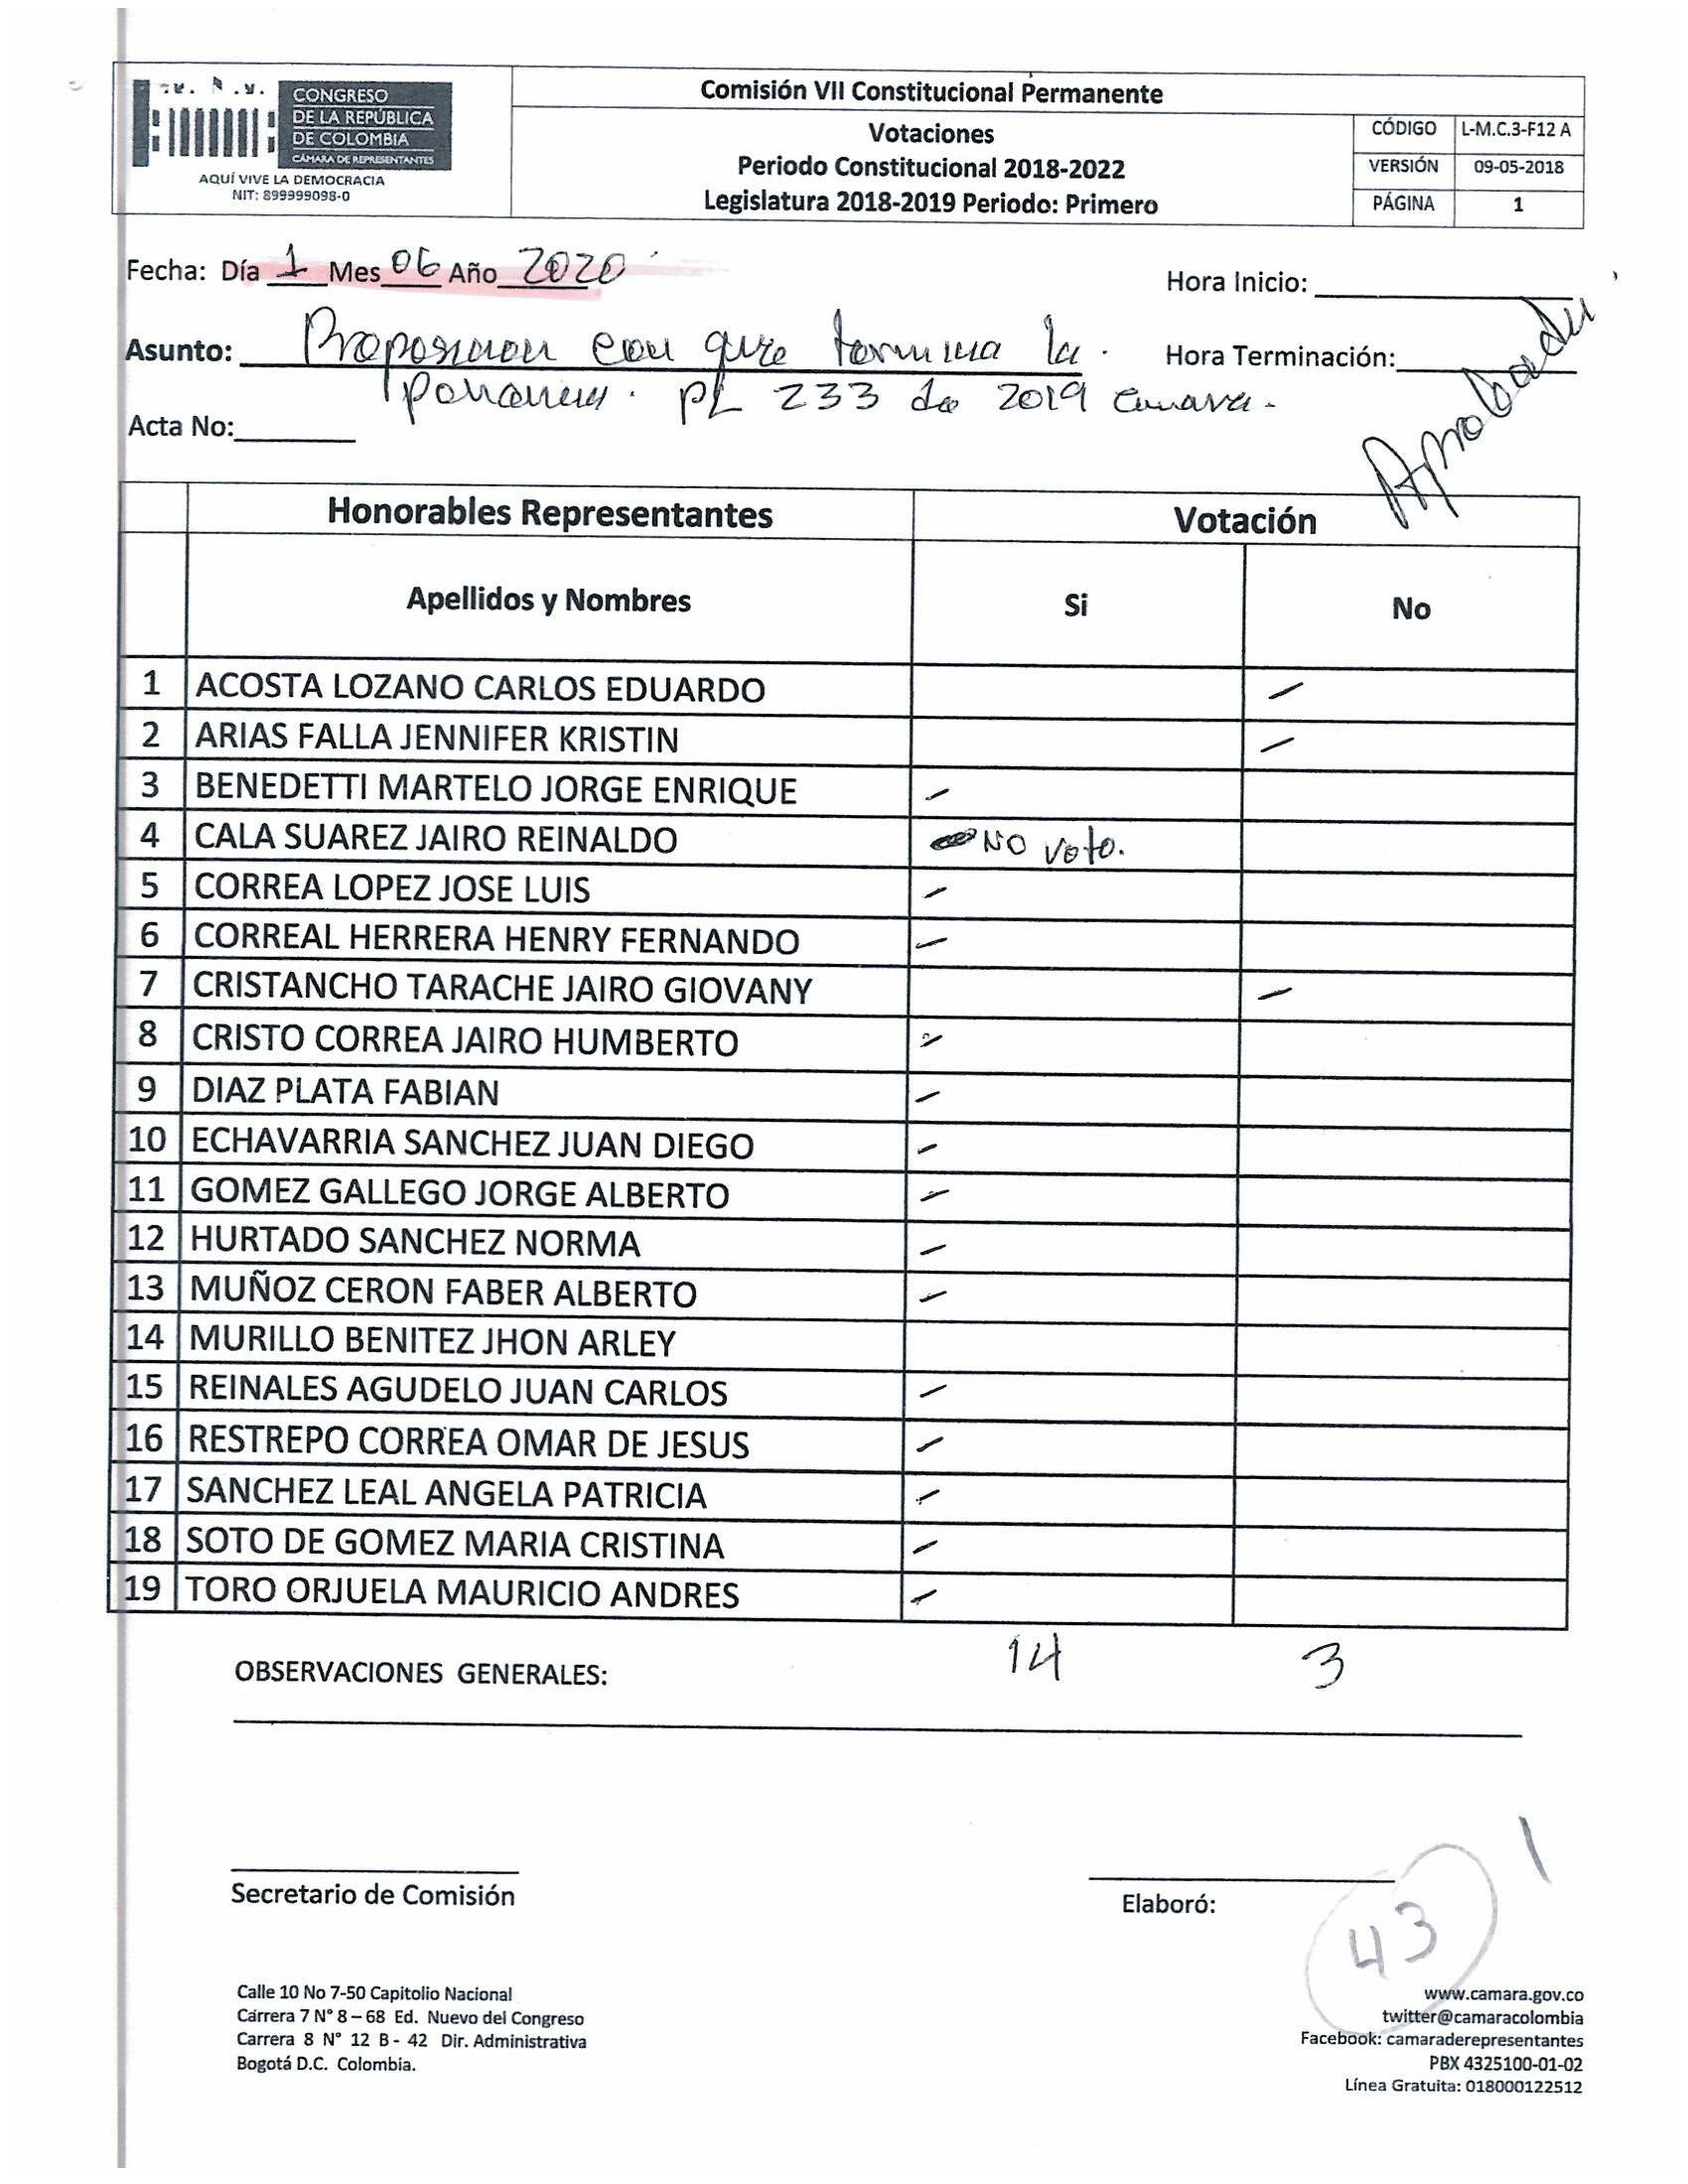 CONGRESO
DE LA REPÚBLICA
DE COLOMBIA
CÁMARA DE REPRESENTANTES
AQUÍ VIVE LA DEMOCRACIA
NIT: 899999098-0
Comisión VII Constitucional Permanente
Votaciones
Periodo Constitucional 2018-2022
Legislatura 2018-2019 Periodo: Primero
CÓDIGO L-M.C.3-F12 A
VERSIÓN 09-05-2018
PÁGINA 1
Fecha: Día 1 Mes 06 Año 2020
Hora Inicio:
Asunto: Proposicion con que termina la
Hora Terminación:
ponencia. PL 233 de 2019 Camara.
Acta No:
Aprobado
Honorables Representantes Votación
Apellidos y Nombres Si No
1 ACOSTA LOZANO CARLOS EDUARDO –
2 ARIAS FALLA JENNIFER KRISTIN –
3 BENEDETTI MARTELO JORGE ENRIQUE –
4 CALA SUAREZ JAIRO REINALDO NO voto.
5 CORREA LOPEZ JOSE LUIS –
6 CORREAL HERRERA HENRY FERNANDO –
7 CRISTANCHO TARACHE JAIRO GIOVANY –
8 CRISTO CORREA JAIRO HUMBERTO –
9 DIAZ PLATA FABIAN –
10 ECHAVARRIA SANCHEZ JUAN DIEGO –
11 GOMEZ GALLEGO JORGE ALBERTO –
12 HURTADO SANCHEZ NORMA –
13 MUÑOZ CERON FABER ALBERTO –
14 MURILLO BENITEZ JHON ARLEY
15 REINALES AGUDELO JUAN CARLOS –
16 RESTREPO CORREA OMAR DE JESUS –
17 SANCHEZ LEAL ANGELA PATRICIA –
18 SOTO DE GOMEZ MARIA CRISTINA –
19 TORO ORJUELA MAURICIO ANDRES –
14 3
OBSERVACIONES GENERALES:
Secretario de Comisión
Elaboró:
43
1
Calle 10 No 7-50 Capitolio Nacional
Carrera 7 N° 8 – 68 Ed. Nuevo del Congreso
Carrera 8 N° 12 B - 42 Dir. Administrativa
Bogotá D.C. Colombia.
www.camara.gov.co
twitter@camaracolombia
Facebook: camaraderepresentantes
PBX 4325100-01-02
Línea Gratuita: 018000122512